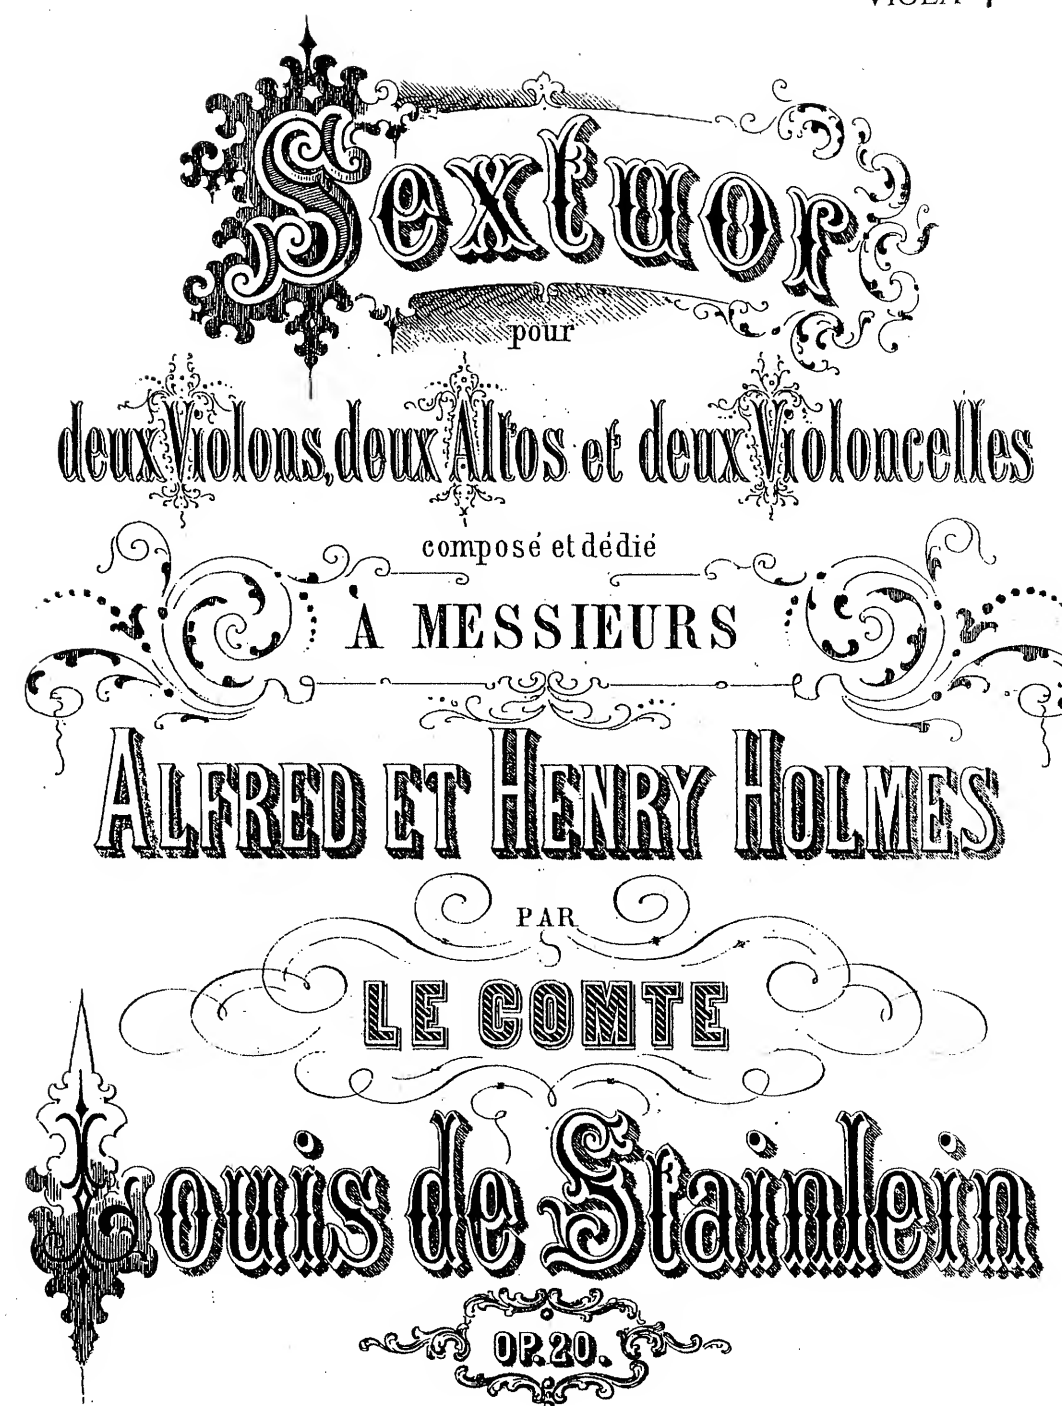 VIOLA
Sextuor
pour
deux Violons, deux Altos et deux Violoncelles
composé et dédié
À MESSIEURS
ALFRED ET HENRY HOLMES
PAR
LE COMTE
Louis de Stainlein
OP. 20.